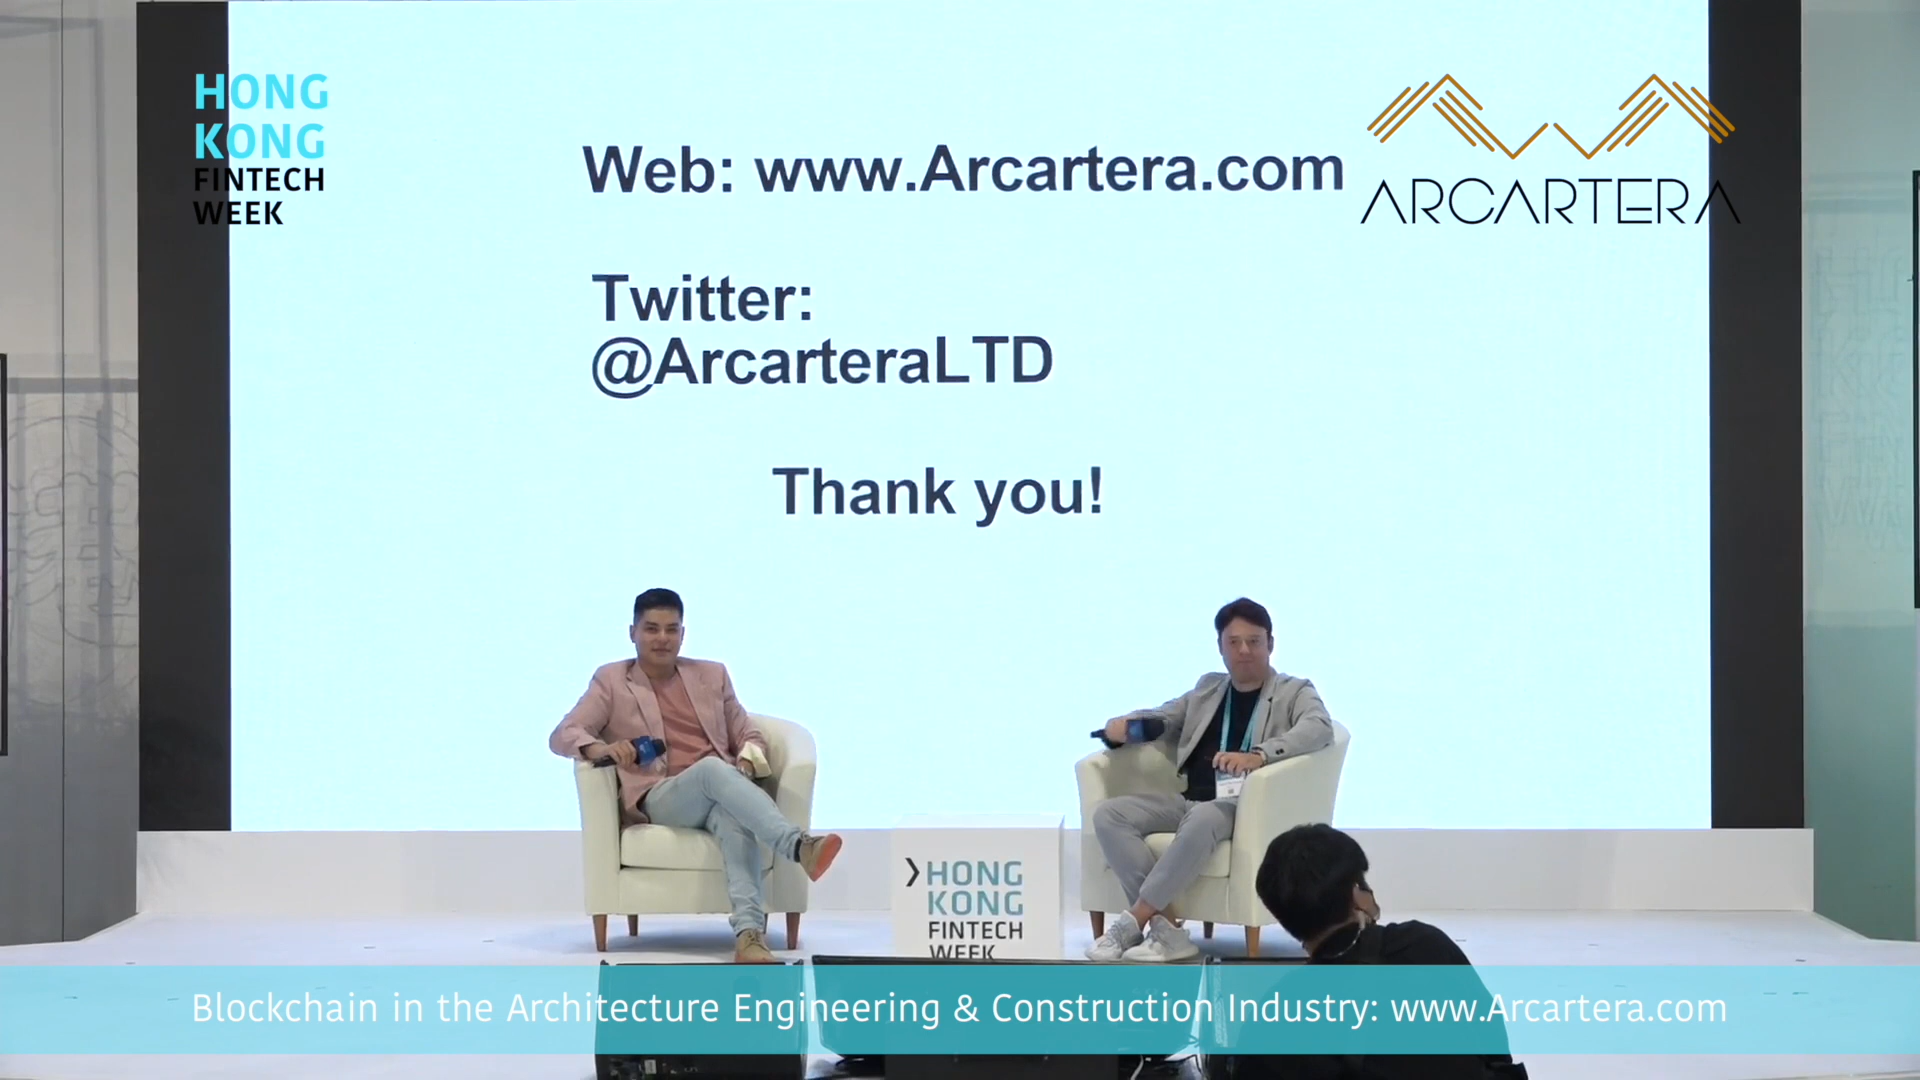 HONG
KONG
FINTECH
WEEK
Web: www.Arcartera.com
ARCARTERA
Twitter:
@ArcarteraLTD
Thank you!
HONG
KONG
FINTECH
WEEK
Blockchain in the Architecture Engineering & Construction Industry: www.Arcartera.com